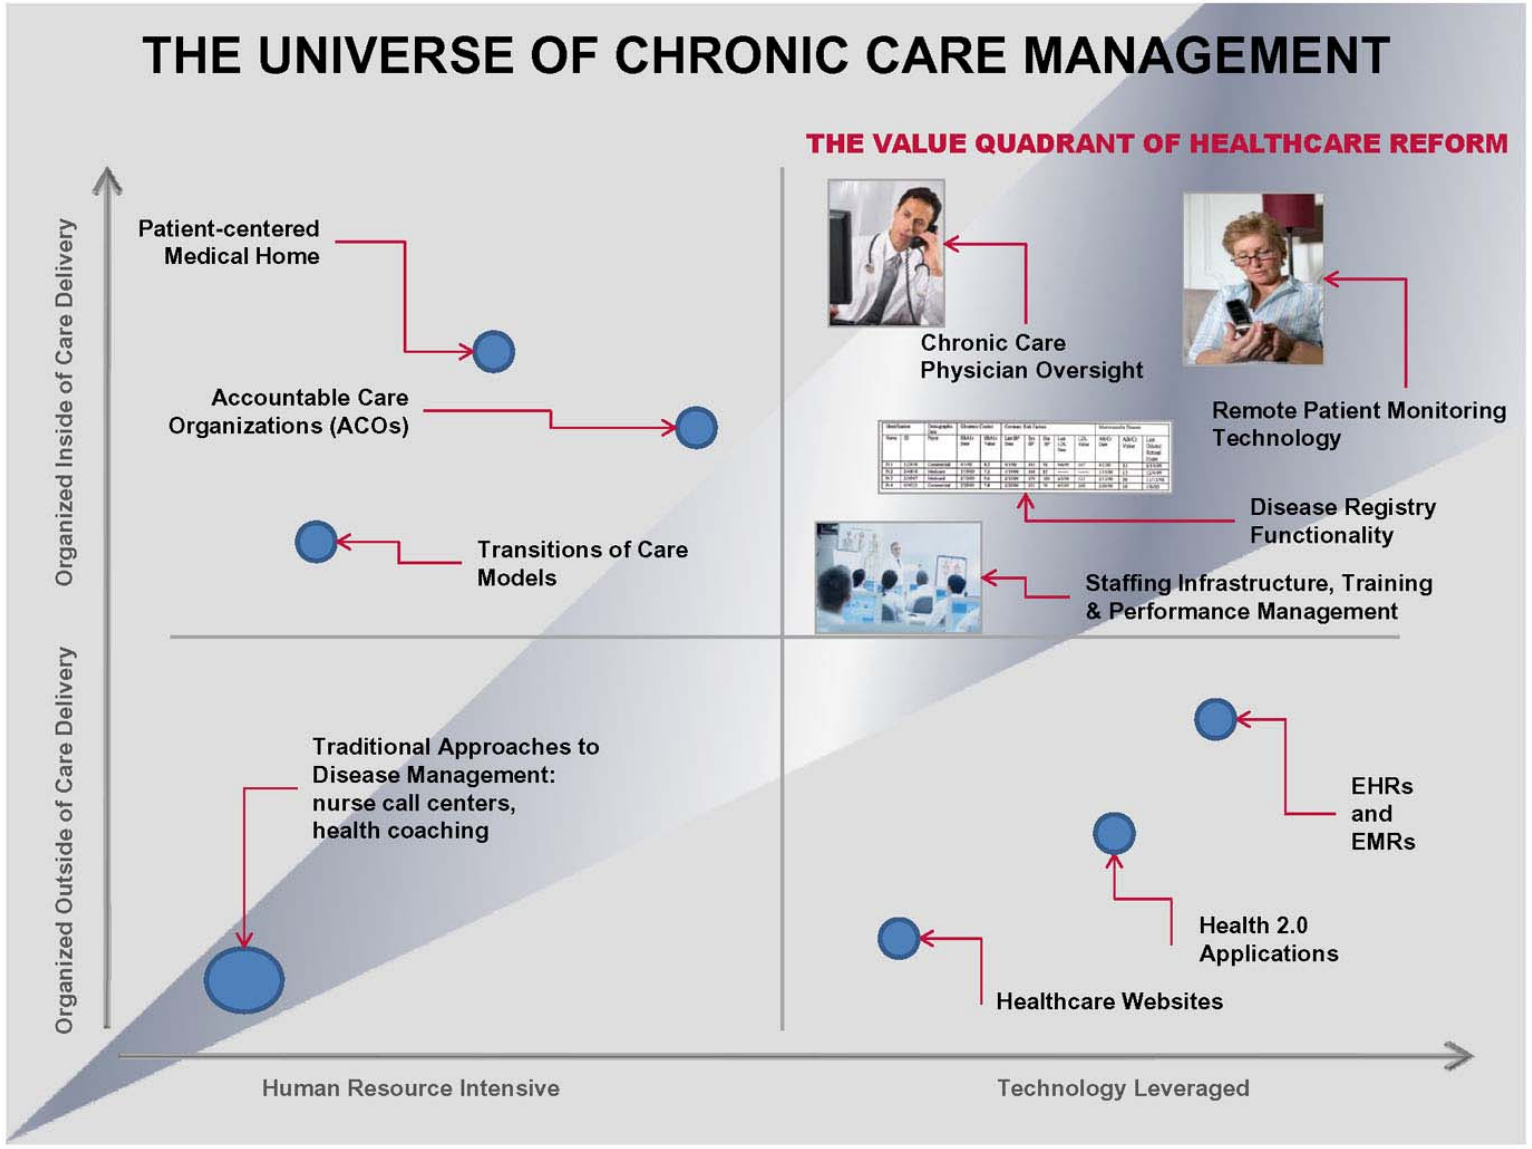 THE UNIVERSE OF CHRONIC CARE MANAGEMENT
THE VALUE QUADRANT OF HEALTHCARE REFORM
Organized Inside of Care Delivery
Organized Outside of Care Delivery
Patient-centered
Medical Home
Accountable Care
Organizations (ACOs)
Transitions of Care
Models
Chronic Care
Physician Oversight
Remote Patient Monitoring
Technology
Disease Registry
Functionality
Staffing Infrastructure, Training
& Performance Management
Traditional Approaches to
Disease Management:
nurse call centers,
health coaching
EHRs
and
EMRs
Health 2.0
Applications
Healthcare Websites
Human Resource Intensive
Technology Leveraged